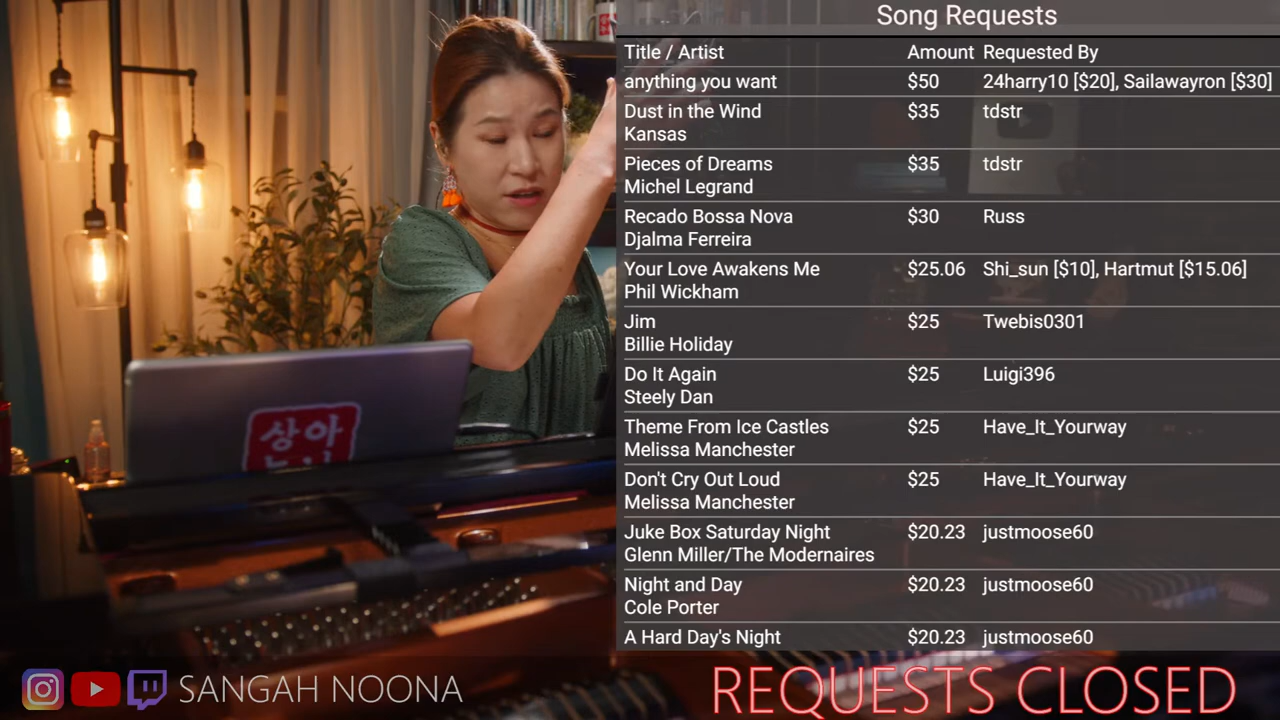 Song Requests
Title / Artist Amount Requested By
anything you want $50 24harry10 [$20], Sailawayron [$30]
Dust in the Wind $35 tdstr
Kansas
Pieces of Dreams $35 tdstr
Michel Legrand
Recado Bossa Nova $30 Russ
Djalma Ferreira
Your Love Awakens Me $25.06 Shi_sun [$10], Hartmut [$15.06]
Phil Wickham
Jim $25 Twebis0301
Billie Holiday
Do It Again $25 Luigi396
Steely Dan
Theme From Ice Castles $25 Have_It_Yourway
Melissa Manchester
Don't Cry Out Loud $25 Have_It_Yourway
Melissa Manchester
Juke Box Saturday Night $20.23 justmoose60
Glenn Miller/The Modernaires
Night and Day $20.23 justmoose60
Cole Porter
A Hard Day's Night $20.23 justmoose60
상아
SANGAH NOONA
REQUESTS CLOSED